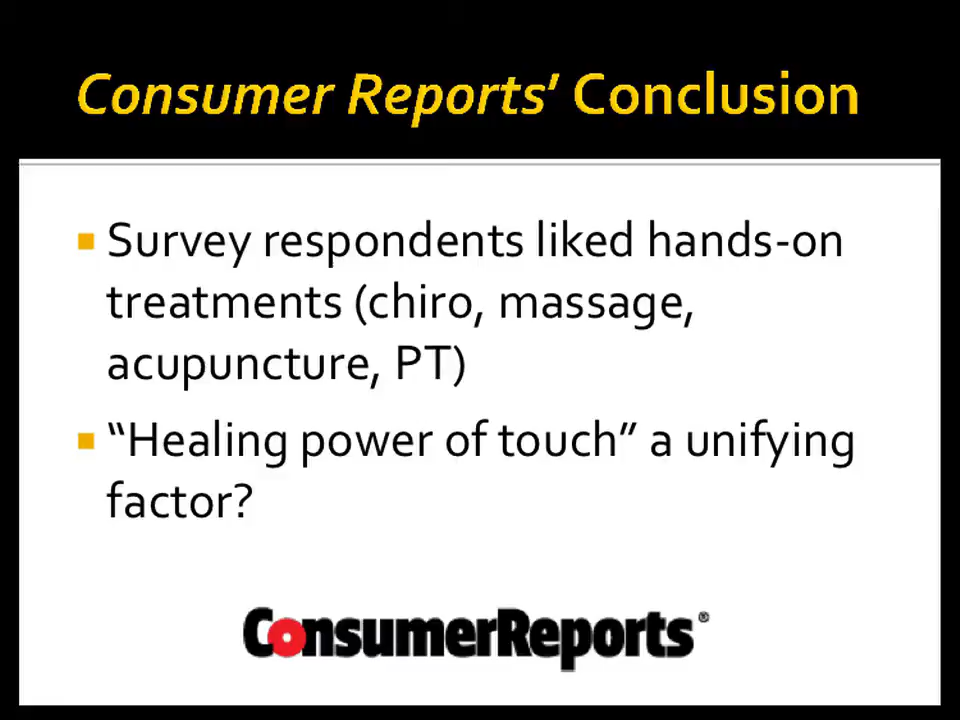 Consumer Reports’ Conclusion
Survey respondents liked hands-on
treatments (chiro, massage,
acupuncture, PT)
“Healing power of touch” a unifying
factor?
ConsumerReports®